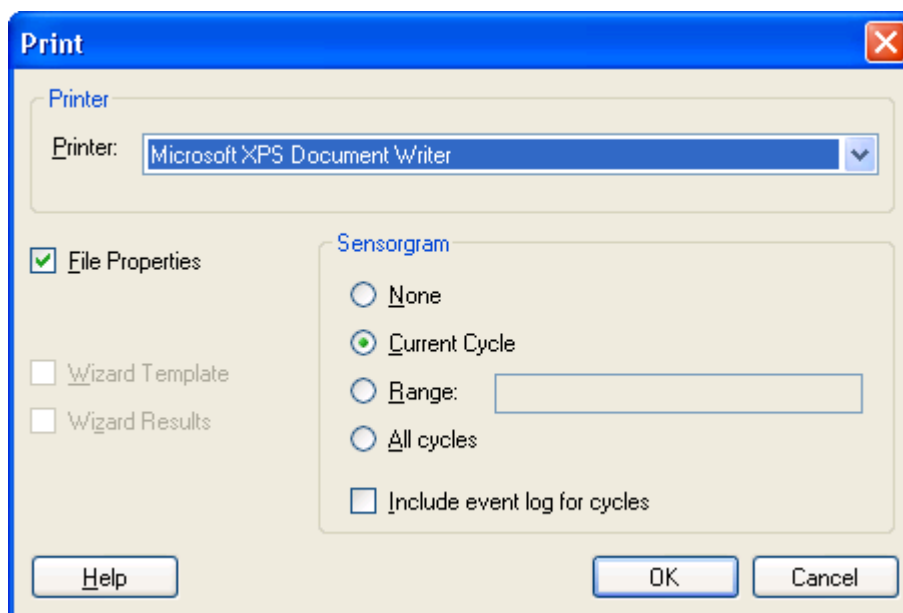 Print
Printer
Printer: Microsoft XPS Document Writer
File Properties
Wizard Template
Wizard Results
Sensorgram
None
Current Cycle
Range:
All cycles
Include event log for cycles
Help OK Cancel